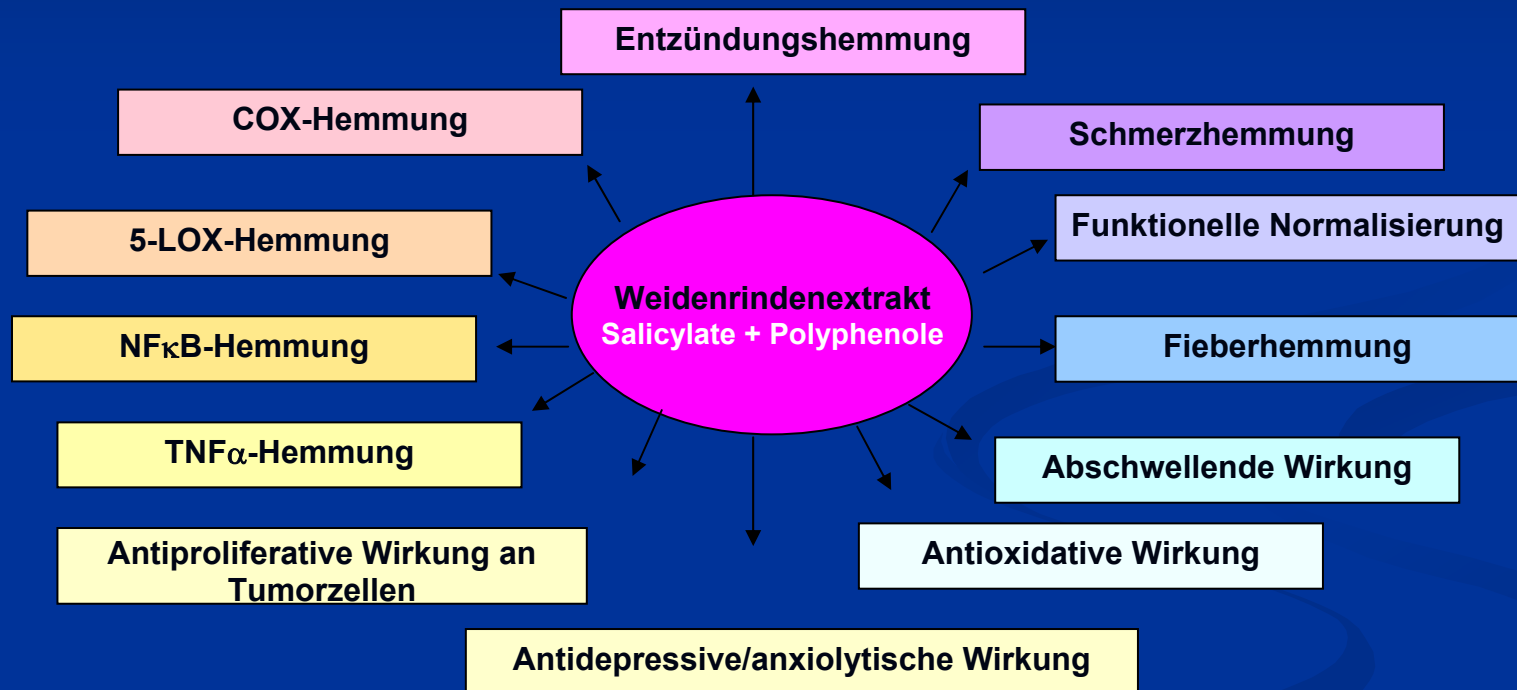 Entzündungshemmung
COX-Hemmung
Schmerzhemmung
5-LOX-Hemmung
Funktionelle Normalisierung
Weidenrindenextrakt
Salicylate + Polyphenole
NFκB-Hemmung
Fieberhemmung
TNFα-Hemmung
Abschwellende Wirkung
Antiproliferative Wirkung an
Tumorzellen
Antioxidative Wirkung
Antidepressive/anxiolytische Wirkung